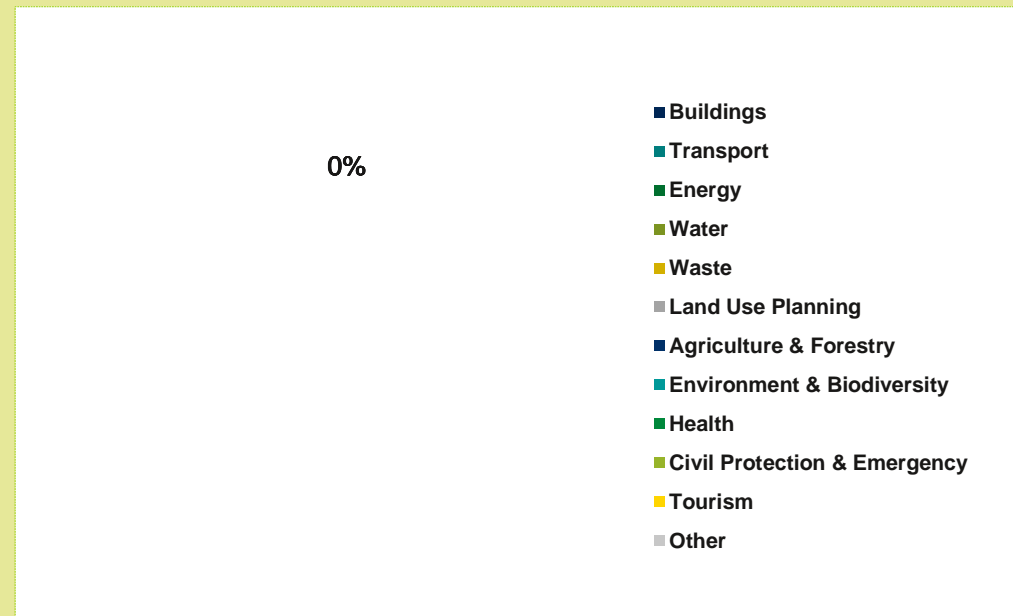 0%
Buildings
Transport
Energy
Water
Waste
Land Use Planning
Agriculture & Forestry
Environment & Biodiversity
Health
Civil Protection & Emergency
Tourism
Other